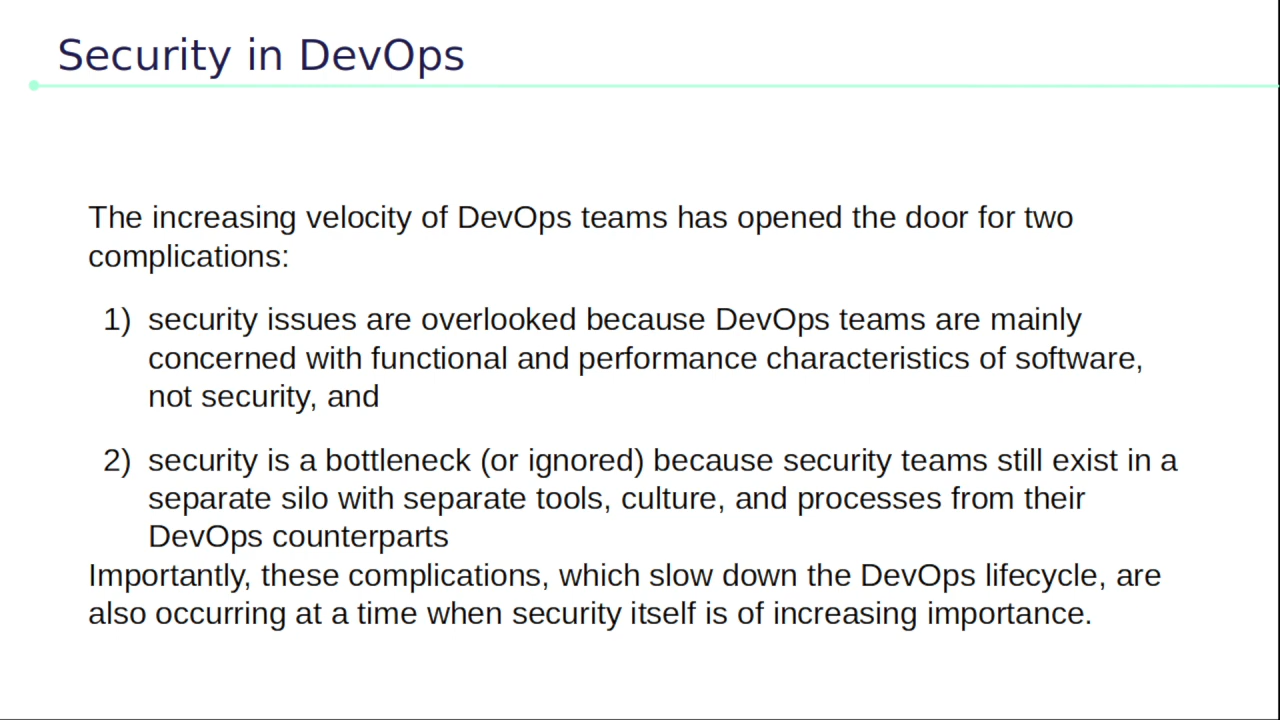 Security in DevOps
The increasing velocity of DevOps teams has opened the door for two
complications:
1) security issues are overlooked because DevOps teams are mainly
concerned with functional and performance characteristics of software,
not security, and
2) security is a bottleneck (or ignored) because security teams still exist in a
separate silo with separate tools, culture, and processes from their
DevOps counterparts
Importantly, these complications, which slow down the DevOps lifecycle, are
also occurring at a time when security itself is of increasing importance.